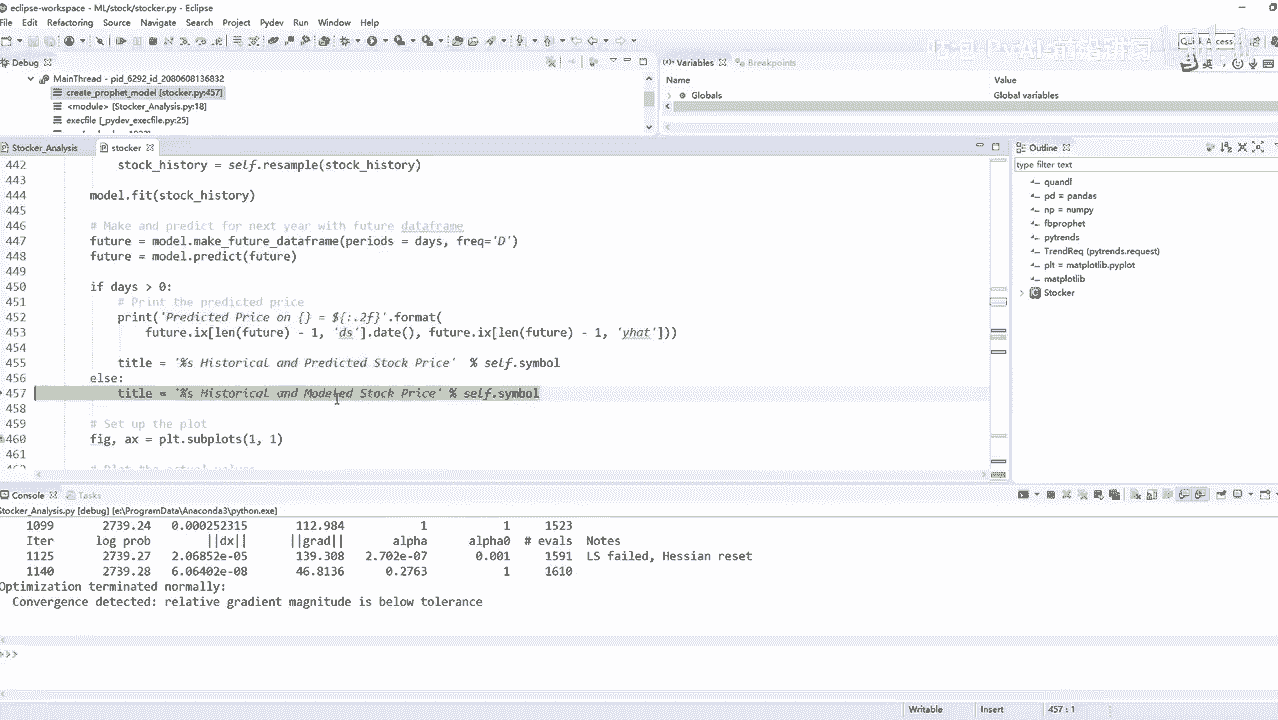 eclipse-workspace - ML/stock/stocker.py - Eclipse
File Edit Refactoring Source Navigate Search Project Pydev Run Window Help
Quick Access
Debug
MainThread - pid_6292_id_2080608136832
create_prophet_model [stocker.py:457]
<module> [Stocker_Analysis.py:18]
execfile [_pydev_execfile.py:25]
Variables Breakpoints
Name Value
Globals Global variables
Stocker_Analysis stocker
442 stock_history = self.resample(stock_history)
443
444 model.fit(stock_history)
445
446 # Make and predict for next year with future dataframe
447 future = model.make_future_dataframe(periods = days, freq='D')
448 future = model.predict(future)
449
450 if days > 0:
451 # Print the predicted price
452 print('Predicted Price on {} = ${:.2f}'.format(
453 future.ix[len(future) - 1, 'ds'].date(), future.ix[len(future) - 1, 'yhat']))
455 title = '%s Historical and Predicted Stock Price' % self.symbol
456 else:
457 title = '%s Historical and Modeled Stock Price' % self.symbol
458
459 # Set up the plot
460 fig, ax = plt.subplots(1, 1)
461
Outline
type filter text
quandl
pd = pandas
np = numpy
fbprophet
pytrends
TrendReq (pytrends.request)
plt = matplotlib.pyplot
matplotlib
Stocker
Console Tasks
Stocker_Analysis.py [debug] [e:\ProgramData\Anaconda3\python.exe]
1099 2739.24 0.000252315 112.984 1 1 1523
Iter log prob ||dx|| ||grad|| alpha alpha0 # evals Notes
1125 2739.27 2.06852e-05 139.308 2.702e-07 0.001 1591 LS failed, Hessian reset
1140 2739.28 6.06402e-08 46.8136 0.2763 1 1610
Optimization terminated normally:
Convergence detected: relative gradient magnitude is below tolerance
>>>
Writable Insert 457 : 1